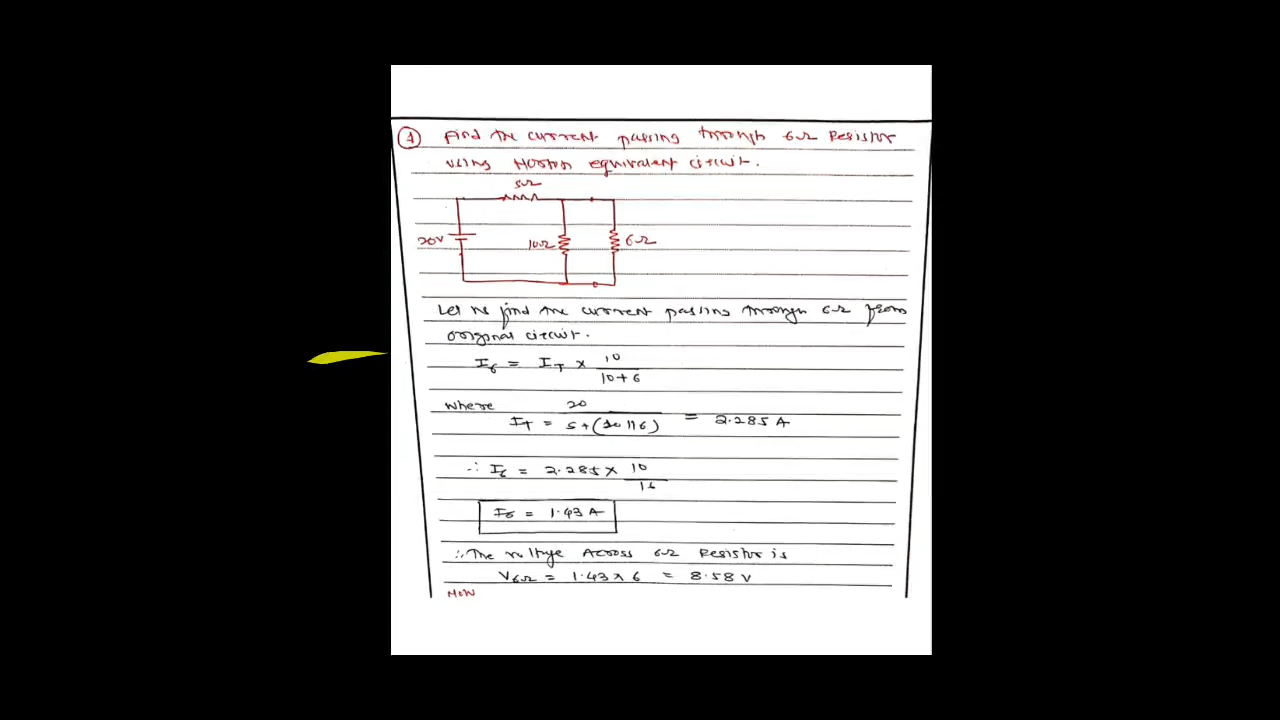 1 Find the current passing through 6Ω Resistor
using Norton equivalent circuit.
5Ω
20V
10Ω
6Ω
Let us find the current passing through 6Ω from
original circuit.
I6 = IT × 10
10+6
where
20
IT = 5+(10116) = 2.285 A
∴ I6 = 2.285 × 10
16
I6 = 1.43 A
∴ The voltage Across 6Ω Resistor is
V6Ω = 1.43 × 6 = 8.58 V
Now